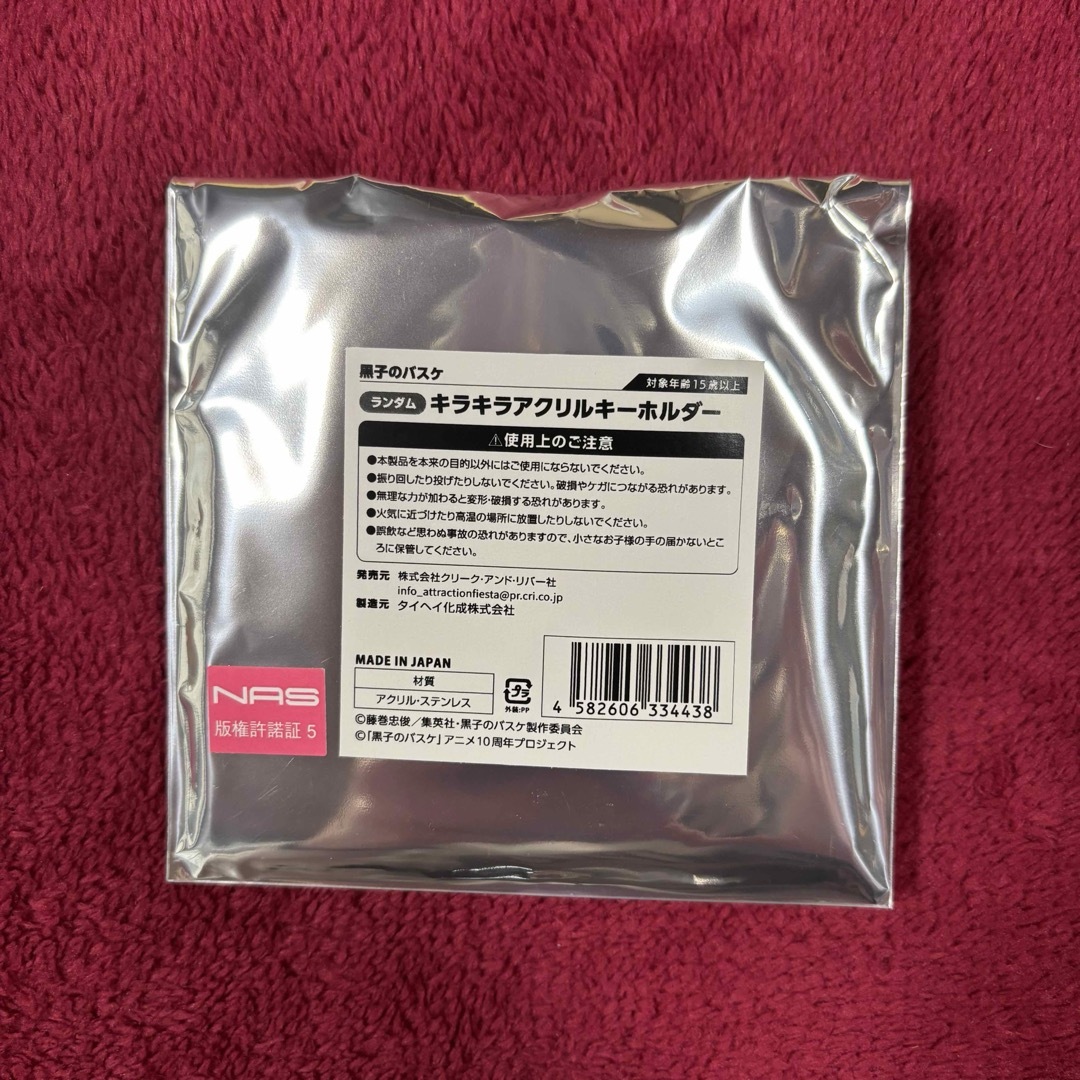 黒子のバスケ
対象年齢15歳以上
ランダム キラキラアクリルキーホルダー
⚠使用上のご注意
●本製品を本来の目的以外にはご使用にならないでください。
●振り回したり投げたりしないでください。破損やケガにつながる恐れがあります。
●無理な力が加わると変形・破損する恐れがあります。
●火気に近づけたり高温の場所に放置したりしないでください。
●誤飲など思わぬ事故の恐れがありますので、小さなお子様の手の届かないとこ
ろに保管してください。
発売元 株式会社クリーク・アンド・リバー社
info_attractionfiesta@pr.cri.co.jp
製造元 タイヘイ化成株式会社
MADE IN JAPAN
材質
アクリル・ステンレス
プラ
外装:PP
4 582606 334438
©藤巻忠俊／集英社・黒子のバスケ製作委員会
©「黒子のバスケ」アニメ10周年プロジェクト
NAS
版権許諾証 5